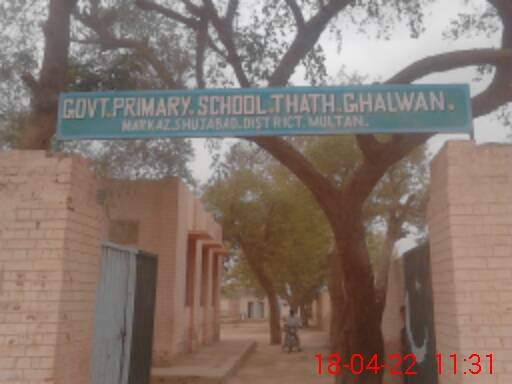 GOVT.PRIMARY.SCHOOL.THATH.GHALWAN.
MARKAZ.SHUJABAD.DISTRICT.MULTAN.
18-04-22 11:31